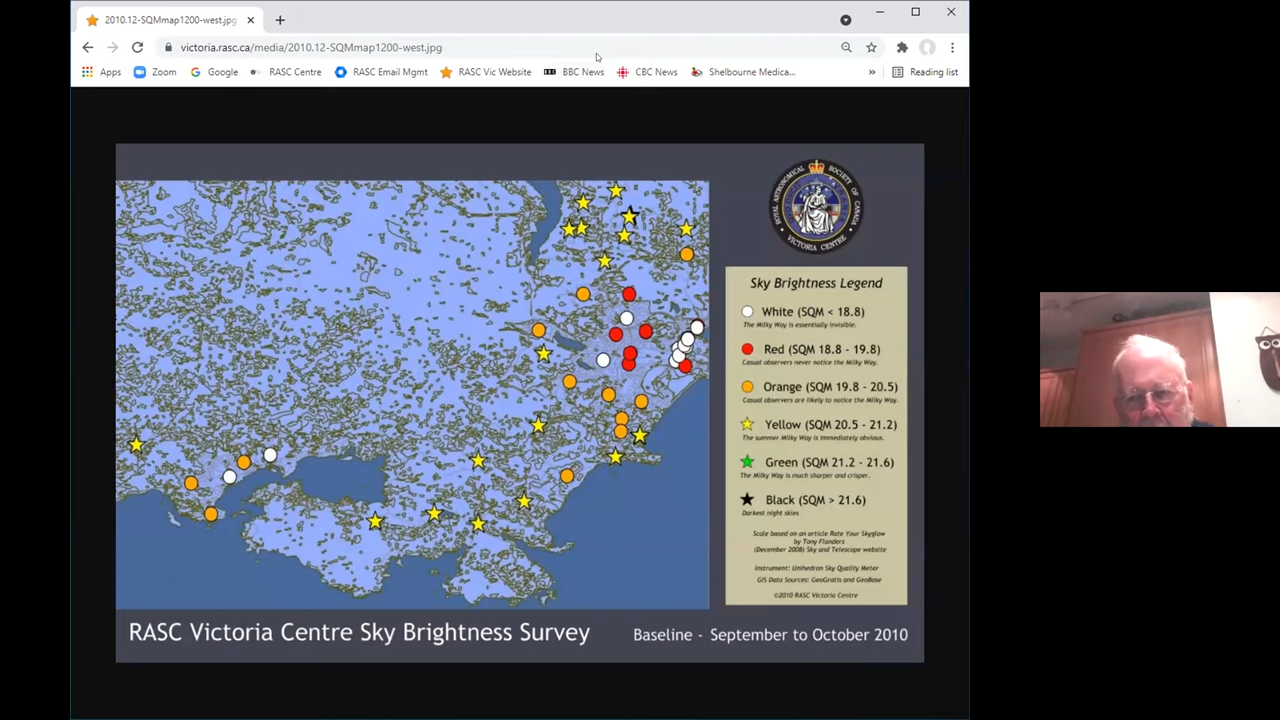 2010.12-SQMmap1200-west.jpg
victoria.rasc.ca/media/2010.12-SQMmap1200-west.jpg
Apps Zoom Google RASC Centre RASC Email Mgmt RASC Vic Website BBC News CBC News Shelbourne Medica... » Reading list
ROYAL ASTRONOMICAL SOCIETY OF CANADA
VICTORIA CENTRE
Sky Brightness Legend
White (SQM < 18.8)
The Milky Way is essentially invisible.
Red (SQM 18.8 - 19.8)
Casual observers never notice the Milky Way.
Orange (SQM 19.8 - 20.5)
Casual observers are likely to notice the Milky Way.
Yellow (SQM 20.5 - 21.2)
The summer Milky Way is immediately obvious.
Green (SQM 21.2 - 21.6)
The Milky Way is much sharper and crisper.
Black (SQM > 21.6)
Darkest night skies
Scale based on an article Rate Your Skyglow
by Tony Flanders
(December 2008) Sky and Telescope website
Instrument: Unihedron Sky Quality Meter
GIS Data Sources: GeoGratis and GeoBase
©2010 RASC Victoria Centre
RASC Victoria Centre Sky Brightness Survey
Baseline - September to October 2010